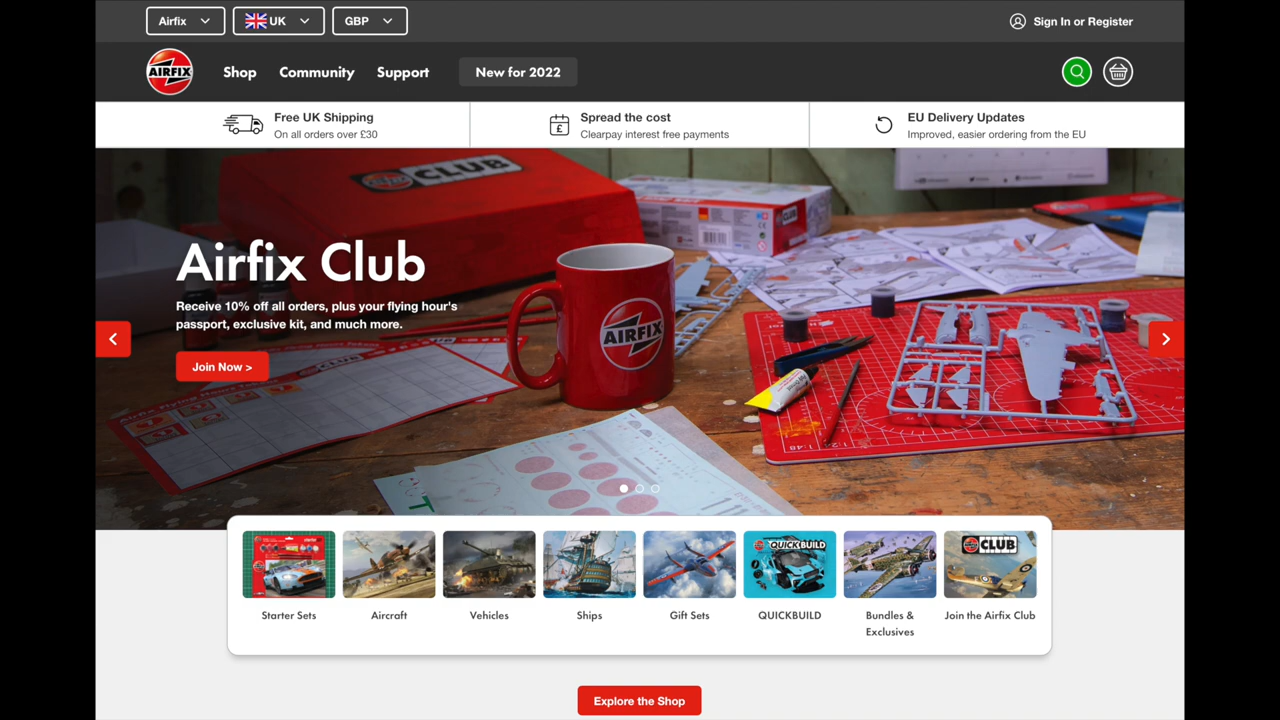 Airfix
UK
GBP
Sign In or Register
AIRFIX
Shop
Community
Support
New for 2022
Free UK Shipping
On all orders over £30
Spread the cost
Clearpay interest free payments
EU Delivery Updates
Improved, easier ordering from the EU
CLUB
Airfix Club
Receive 10% off all orders, plus your flying hour's
passport, exclusive kit, and much more.
Join Now >
AIRFIX
1:48
QUICKBUILD
CLUB
Starter Sets
Aircraft
Vehicles
Ships
Gift Sets
QUICKBUILD
Bundles &
Exclusives
Join the Airfix Club
Explore the Shop